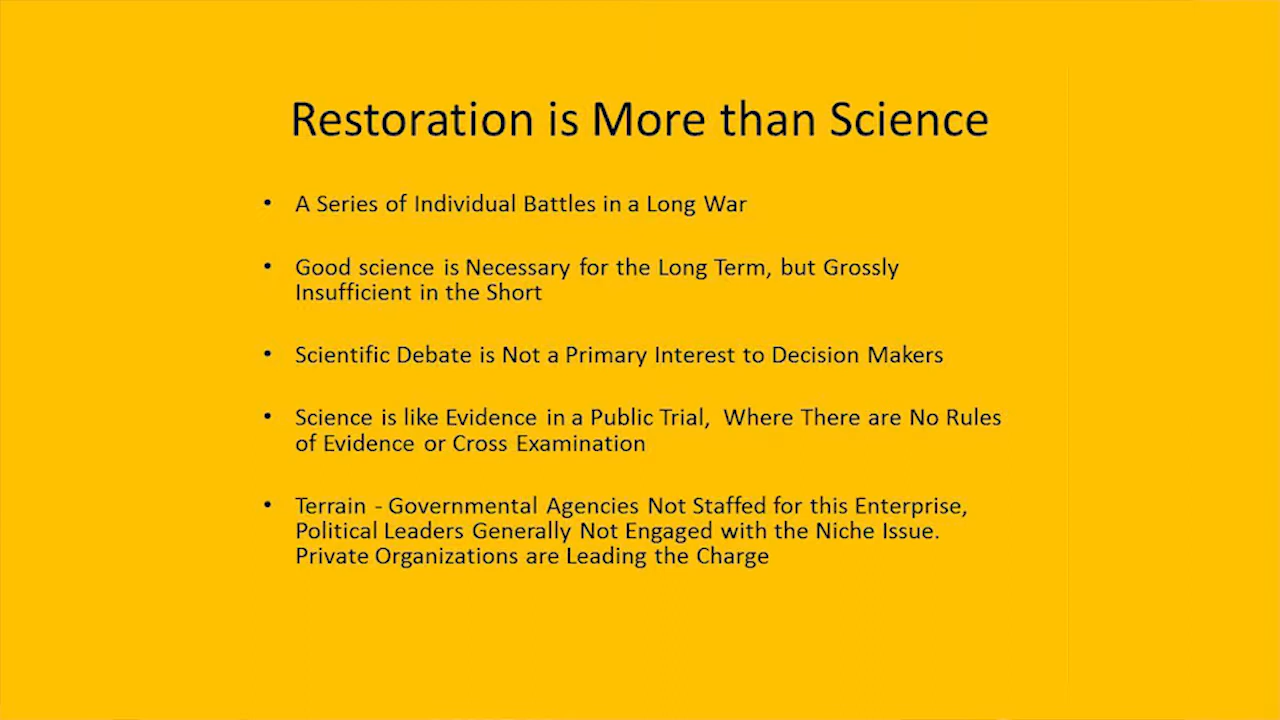 Restoration is More than Science
• A Series of Individual Battles in a Long War
• Good science is Necessary for the Long Term, but Grossly
Insufficient in the Short
• Scientific Debate is Not a Primary Interest to Decision Makers
• Science is like Evidence in a Public Trial,  Where There are No Rules
of Evidence or Cross Examination
• Terrain - Governmental Agencies Not Staffed for this Enterprise,
Political Leaders Generally Not Engaged with the Niche Issue.
Private Organizations are Leading the Charge